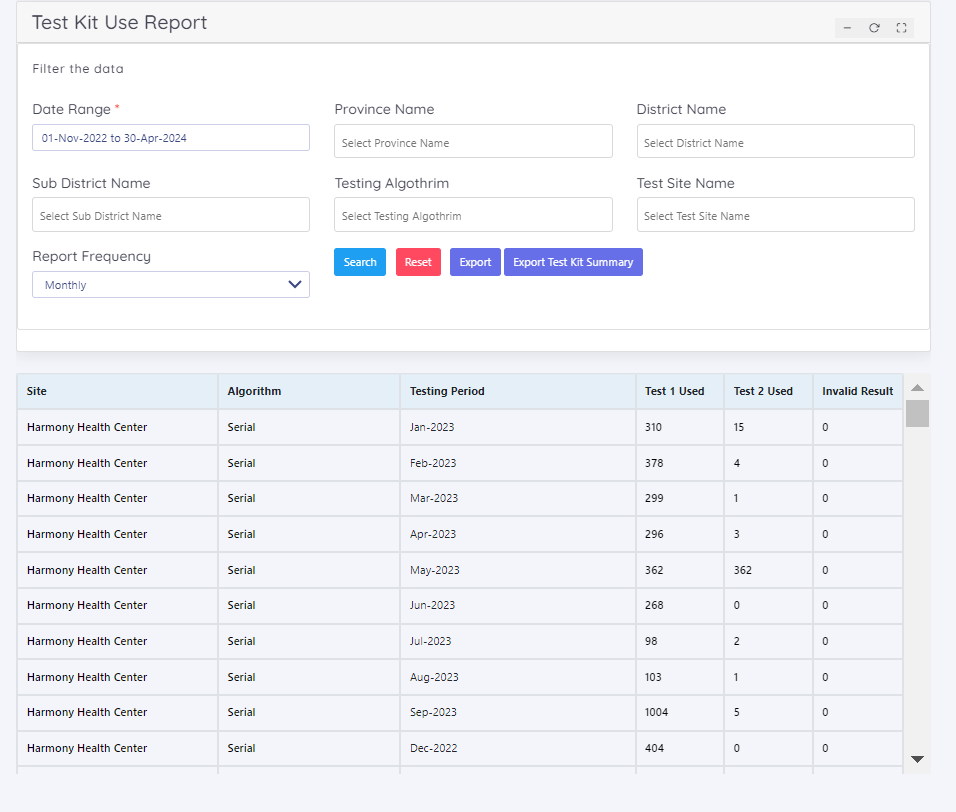 Test Kit Use Report
Filter the data
Date Range * Province Name District Name
01-Nov-2022 to 30-Apr-2024 Select Province Name Select District Name
Sub District Name Testing Algothrim Test Site Name
Select Sub District Name Select Testing Algothrim Select Test Site Name
Report Frequency Search Reset Export Export Test Kit Summary
Monthly
Site Algorithm Testing Period Test 1 Used Test 2 Used Invalid Result
Harmony Health Center Serial Jan-2023 310 15 0
Harmony Health Center Serial Feb-2023 378 4 0
Harmony Health Center Serial Mar-2023 299 1 0
Harmony Health Center Serial Apr-2023 296 3 0
Harmony Health Center Serial May-2023 362 362 0
Harmony Health Center Serial Jun-2023 268 0 0
Harmony Health Center Serial Jul-2023 98 2 0
Harmony Health Center Serial Aug-2023 103 1 0
Harmony Health Center Serial Sep-2023 1004 5 0
Harmony Health Center Serial Dec-2022 404 0 0